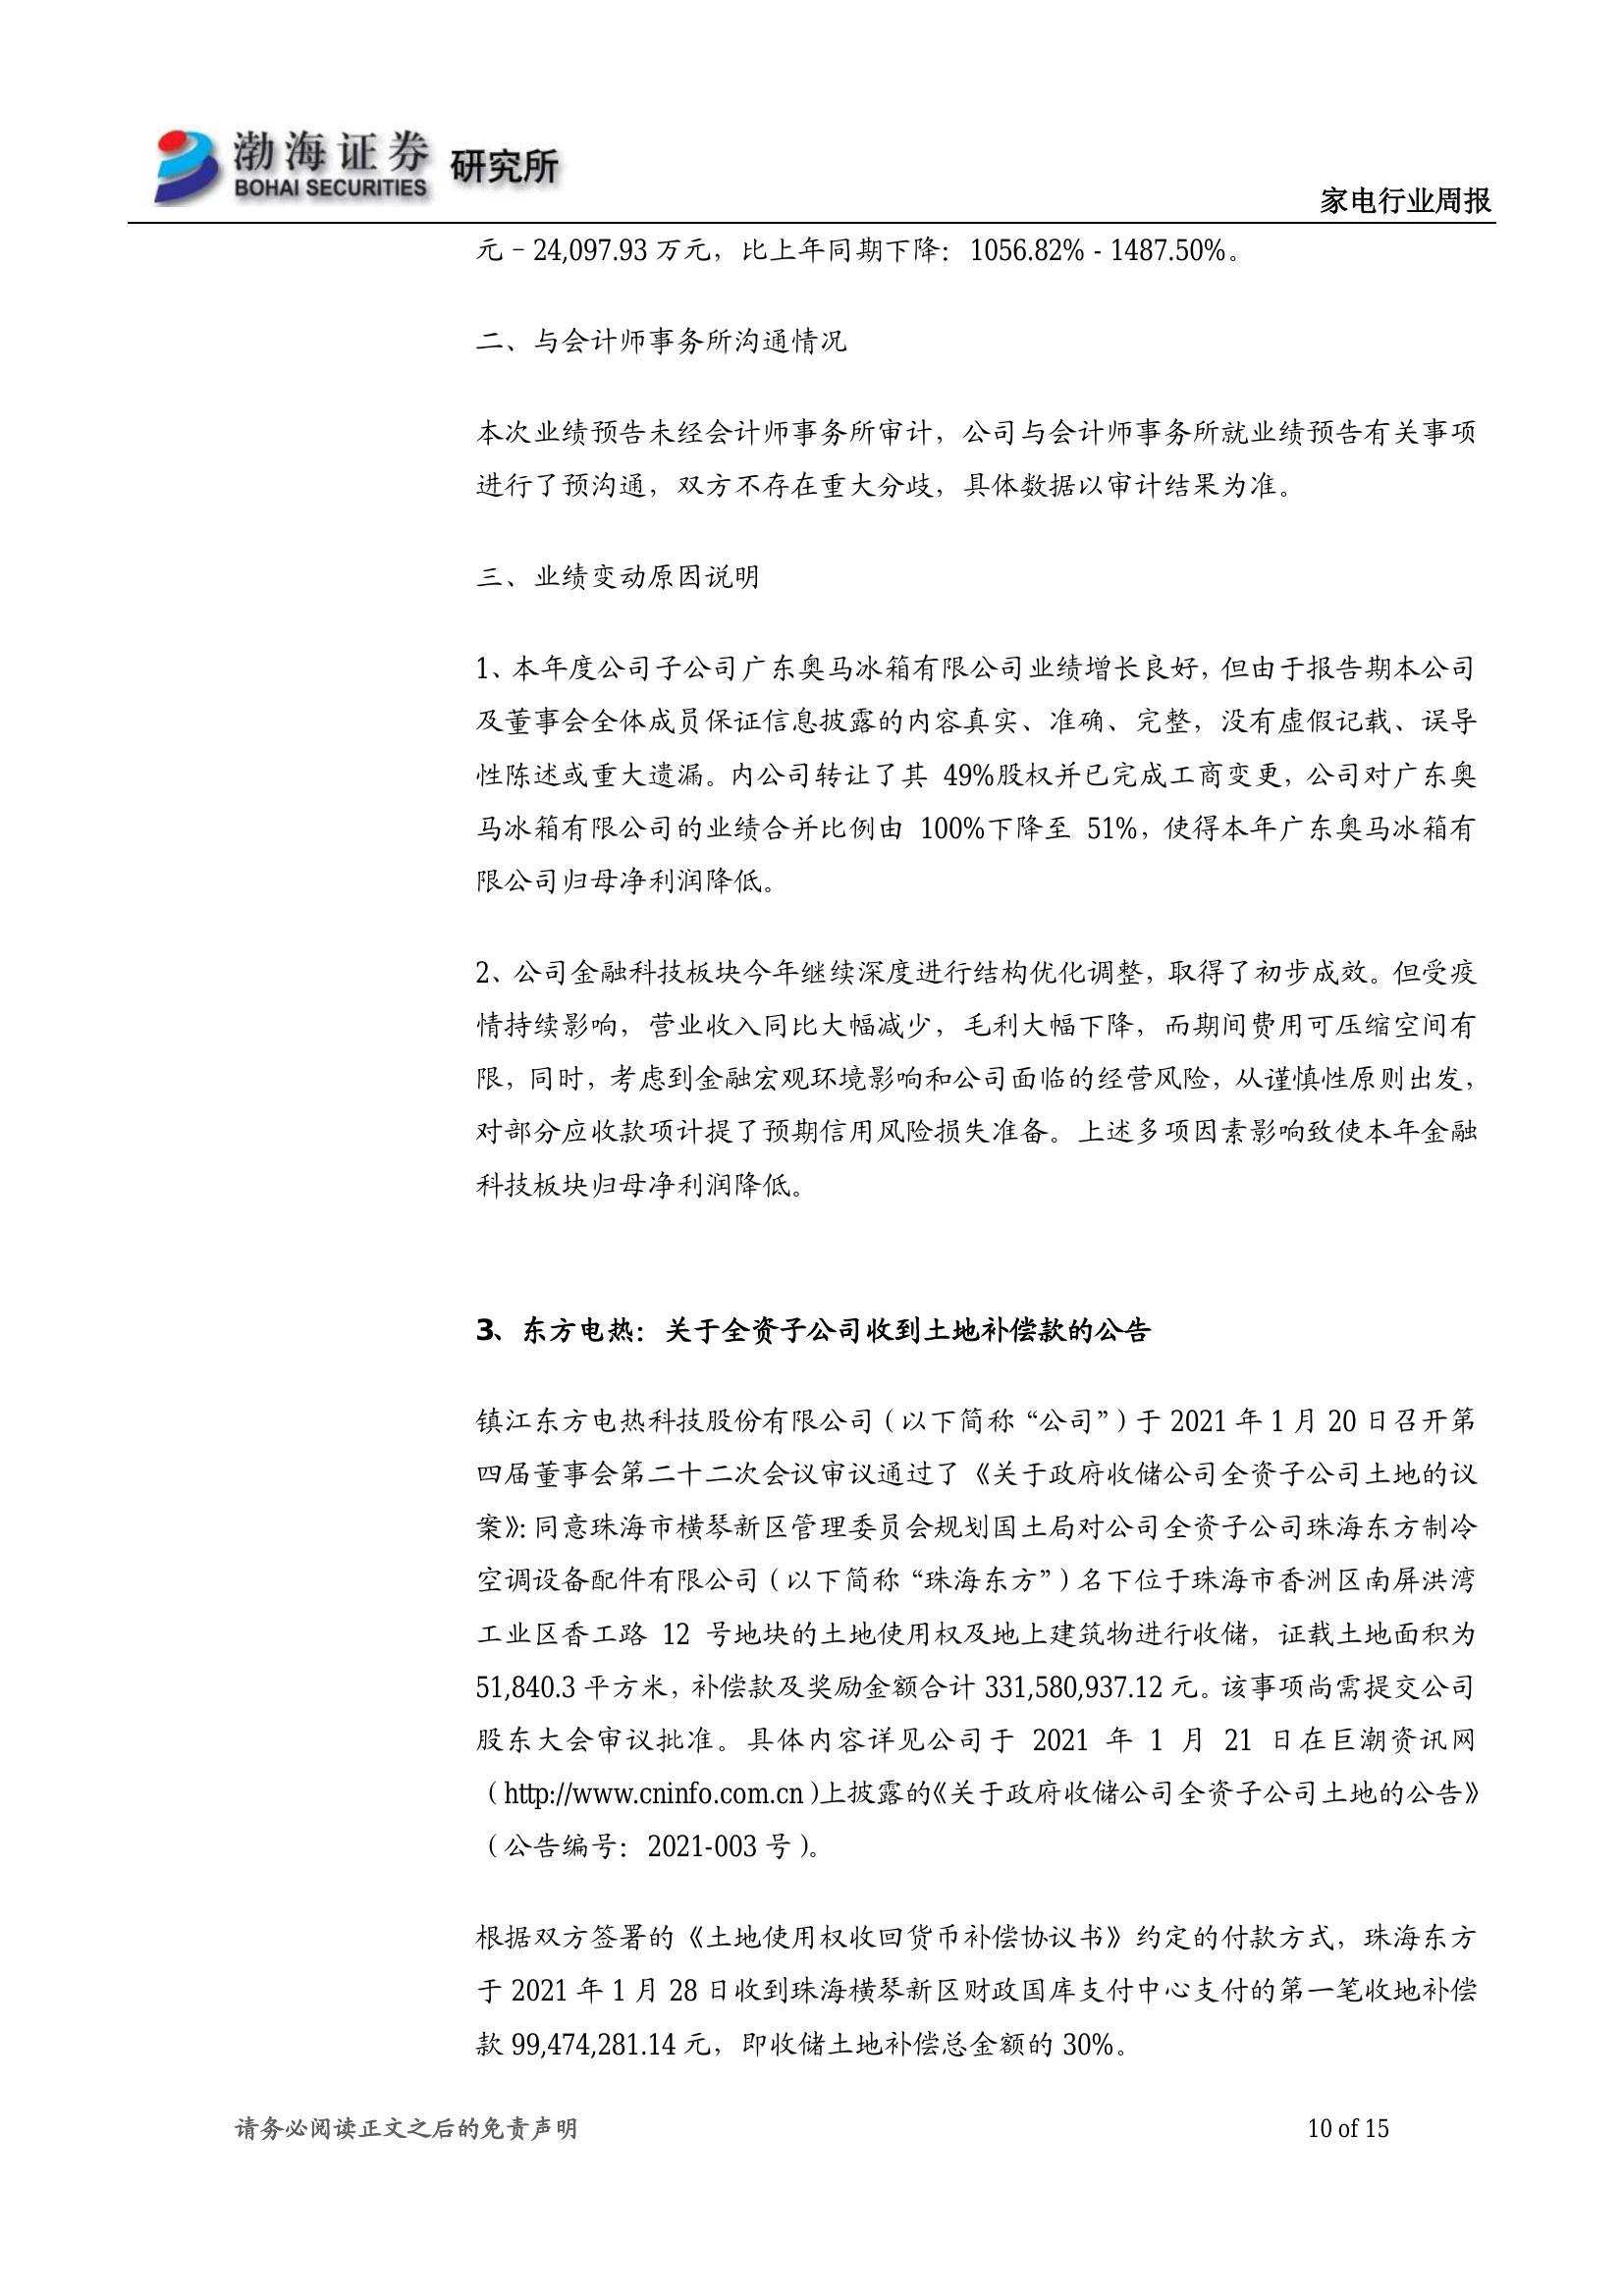 渤海证券 研究所
BOHAI SECURITIES
家电行业周报
元–24,097.93 万元，比上年同期下降：1056.82% - 1487.50%。
二、与会计师事务所沟通情况
本次业绩预告未经会计师事务所审计，公司与会计师事务所就业绩预告有关事项
进行了预沟通，双方不存在重大分歧，具体数据以审计结果为准。
三、业绩变动原因说明
1、本年度公司子公司广东奥马冰箱有限公司业绩增长良好，但由于报告期本公司
及董事会全体成员保证信息披露的内容真实、准确、完整，没有虚假记载、误导
性陈述或重大遗漏。内公司转让了其 49%股权并已完成工商变更，公司对广东奥
马冰箱有限公司的业绩合并比例由 100%下降至 51%，使得本年广东奥马冰箱有
限公司归母净利润降低。
2、公司金融科技板块今年继续深度进行结构优化调整，取得了初步成效。但受疫
情持续影响，营业收入同比大幅减少，毛利大幅下降，而期间费用可压缩空间有
限，同时，考虑到金融宏观环境影响和公司面临的经营风险，从谨慎性原则出发，
对部分应收款项计提了预期信用风险损失准备。上述多项因素影响致使本年金融
科技板块归母净利润降低。
3、东方电热：关于全资子公司收到土地补偿款的公告
镇江东方电热科技股份有限公司（以下简称“公司”）于 2021 年 1 月 20 日召开第
四届董事会第二十二次会议审议通过了《关于政府收储公司全资子公司土地的议
案》：同意珠海市横琴新区管理委员会规划国土局对公司全资子公司珠海东方制冷
空调设备配件有限公司（以下简称“珠海东方”）名下位于珠海市香洲区南屏洪湾
工业区香工路 12 号地块的土地使用权及地上建筑物进行收储，证载土地面积为
51,840.3 平方米，补偿款及奖励金额合计 331,580,937.12 元。该事项尚需提交公司
股东大会审议批准。具体内容详见公司于 2021 年 1 月 21 日在巨潮资讯网
（http://www.cninfo.com.cn）上披露的《关于政府收储公司全资子公司土地的公告》
（公告编号：2021-003 号）。
根据双方签署的《土地使用权收回货币补偿协议书》约定的付款方式，珠海东方
于 2021 年 1 月 28 日收到珠海横琴新区财政国库支付中心支付的第一笔收地补偿
款 99,474,281.14 元，即收储土地补偿总金额的 30%。
请务必阅读正文之后的免责声明
10 of 15